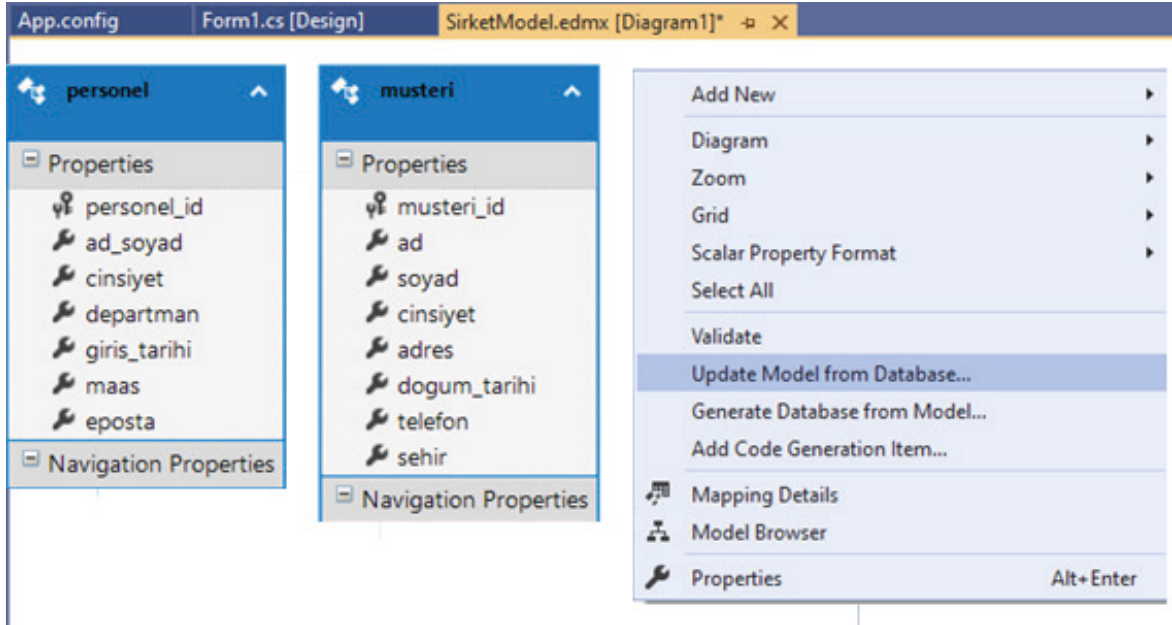 App.config
Form1.cs [Design]
SirketModel.edmx [Diagram1]*
personel
Properties
personel_id
ad_soyad
cinsiyet
departman
giris_tarihi
maas
eposta
Navigation Properties
musteri
Properties
musteri_id
ad
soyad
cinsiyet
adres
dogum_tarihi
telefon
sehir
Navigation Properties
Add New
Diagram
Zoom
Grid
Scalar Property Format
Select All
Validate
Update Model from Database...
Generate Database from Model...
Add Code Generation Item...
Mapping Details
Model Browser
Properties Alt+Enter